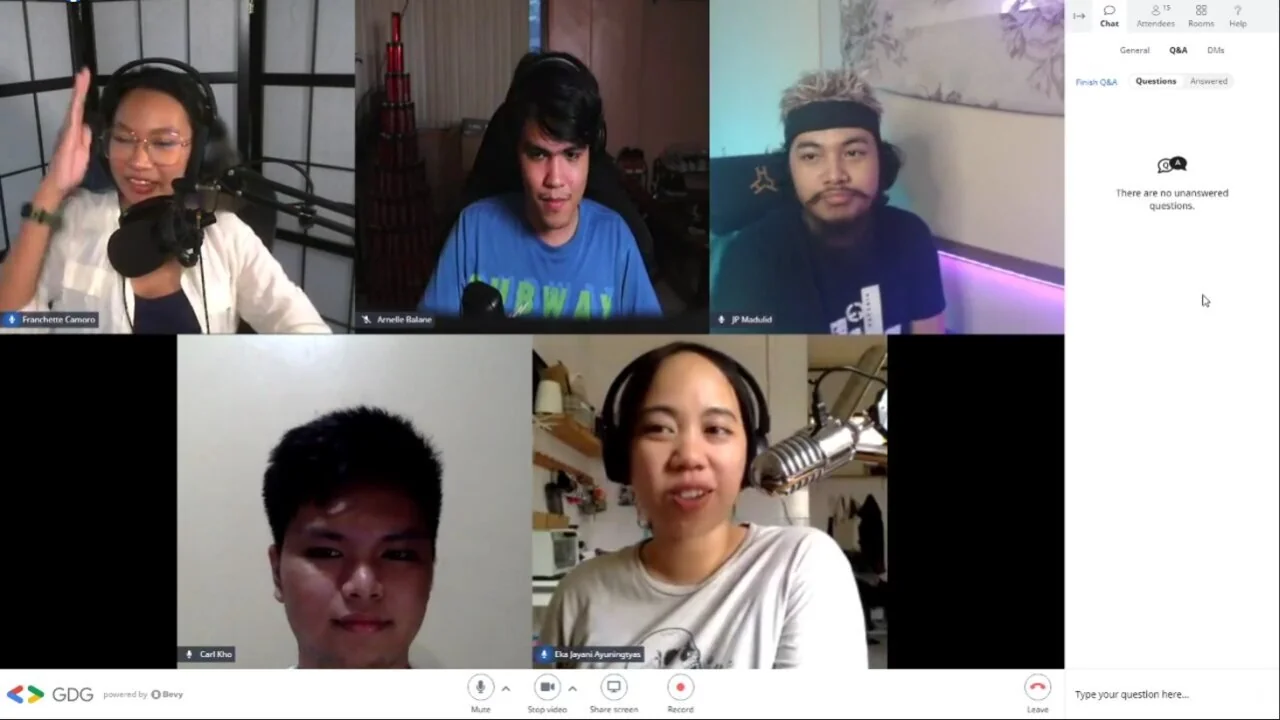 Franchette Camoro
Arnelle Balane
SUBWAY
JP Madulid
Carl Kho
Eka Jayani Ayuningtyas
Chat
15
Attendees
Rooms
Help
General
Q&A
DMs
Finish Q&A
Questions
Answered
Q
A
There are no unanswered
questions.
GDG
powered by Bevy
Mute
Stop video
Share screen
Record
Leave
Type your question here...